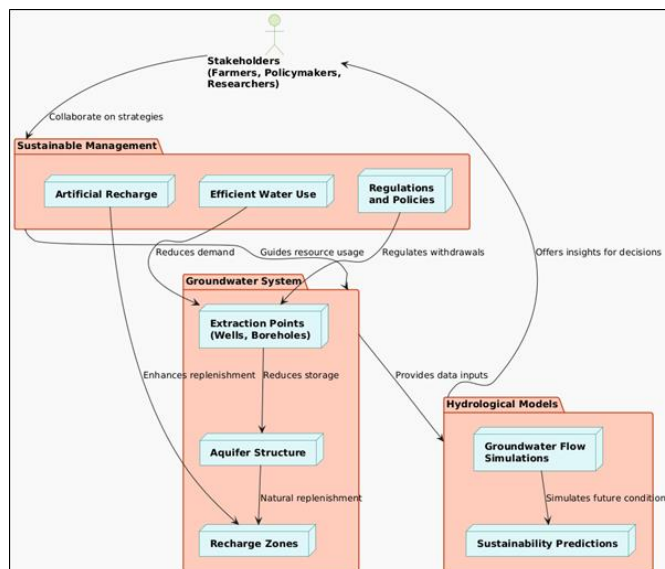 Stakeholders
(Farmers, Policymakers,
Researchers)
Collaborate on strategies
Sustainable Management
Artificial Recharge
Efficient Water Use
Regulations
and Policies
Reduces demand
Guides resource usage
Regulates withdrawals
Offers insights for decisions
Groundwater System
Extraction Points
(Wells, Boreholes)
Enhances replenishment
Reduces storage
Provides data inputs
Hydrological Models
Aquifer Structure
Groundwater Flow
Simulations
Natural replenishment
Simulates future condition
Recharge Zones
Sustainability Predictions